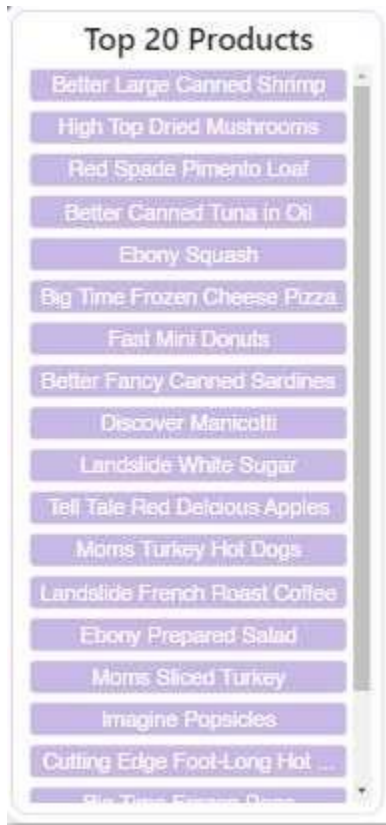 Top 20 Products
Better Large Canned Shrimp
High Top Dried Mushrooms
Red Spade Pimento Loaf
Better Canned Tuna in Oil
Ebony Squash
Big Time Frozen Cheese Pizza
Fast Mini Donuts
Better Fancy Canned Sardines
Discover Manicotti
Landslide White Sugar
Tell Tale Red Delcious Apples
Moms Turkey Hot Dogs
Landslide French Roast Coffee
Ebony Prepared Salad
Moms Sliced Turkey
Imagine Popsicles
Cutting Edge Foot-Long Hot ...
Big Time Frozen